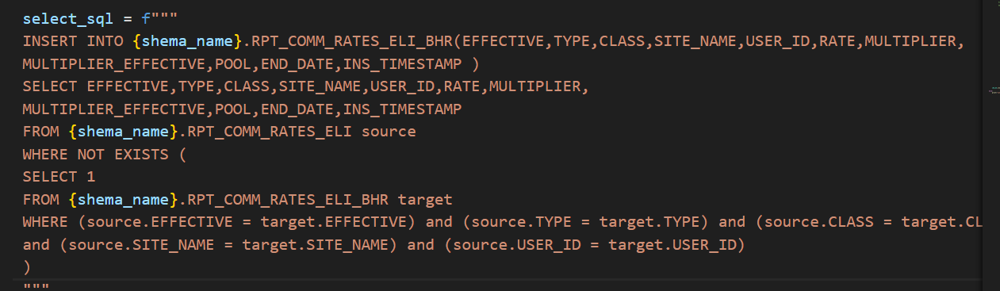 select_sql = f"""
INSERT INTO {shema_name}.RPT_COMM_RATES_ELI_BHR(EFFECTIVE,TYPE,CLASS,SITE_NAME,USER_ID,RATE,MULTIPLIER,
MULTIPLIER_EFFECTIVE,POOL,END_DATE,INS_TIMESTAMP )
SELECT EFFECTIVE,TYPE,CLASS,SITE_NAME,USER_ID,RATE,MULTIPLIER,
MULTIPLIER_EFFECTIVE,POOL,END_DATE,INS_TIMESTAMP
FROM {shema_name}.RPT_COMM_RATES_ELI source
WHERE NOT EXISTS (
SELECT 1
FROM {shema_name}.RPT_COMM_RATES_ELI_BHR target
WHERE (source.EFFECTIVE = target.EFFECTIVE) and (source.TYPE = target.TYPE) and (source.CLASS = target.CL
and (source.SITE_NAME = target.SITE_NAME) and (source.USER_ID = target.USER_ID)
)
"""